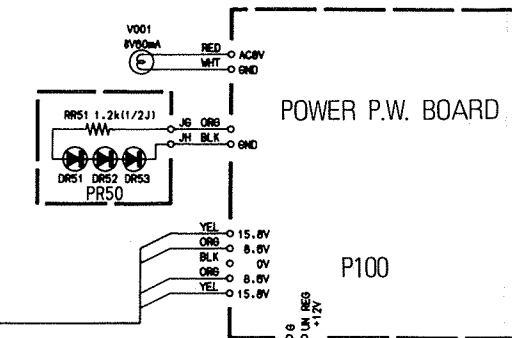 V001
8V60mA
RED
AC8V
WHT
GND
RR51 1.2k(1/2J)
JG ORG
JH BLK
GND
DR51 DR52 DR53
PR50
POWER P.W. BOARD
YEL
15.8V
ORG
8.8V
BLK
0V
ORG
8.8V
YEL
15.8V
P100
G
UN REG
+12V